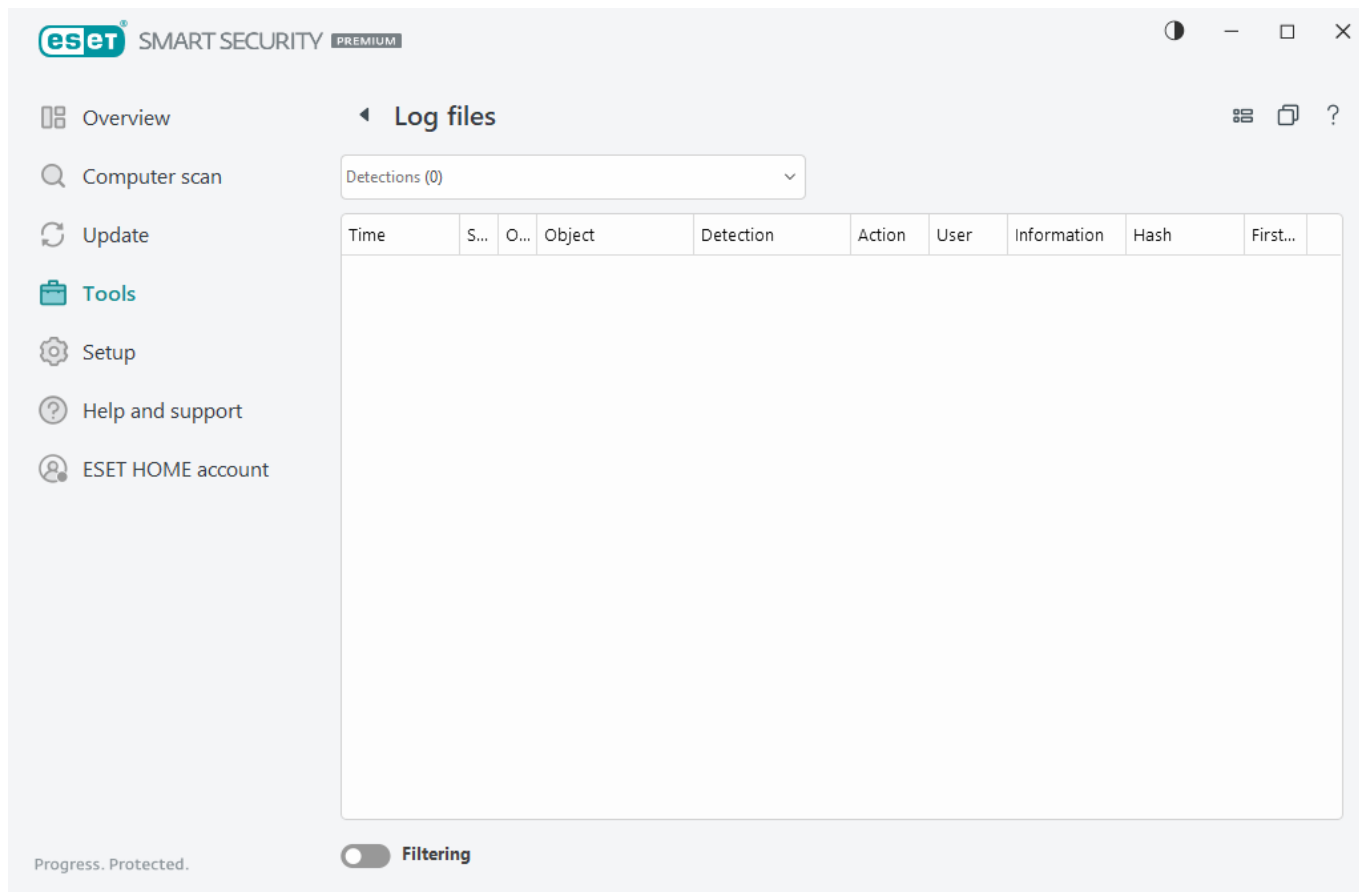 eset® SMART SECURITY PREMIUM
Overview
Computer scan
Update
Tools
Setup
Help and support
ESET HOME account
Progress. Protected.
Log files
?
Detections (0)
Time S... O... Object Detection Action User Information Hash First...
Filtering